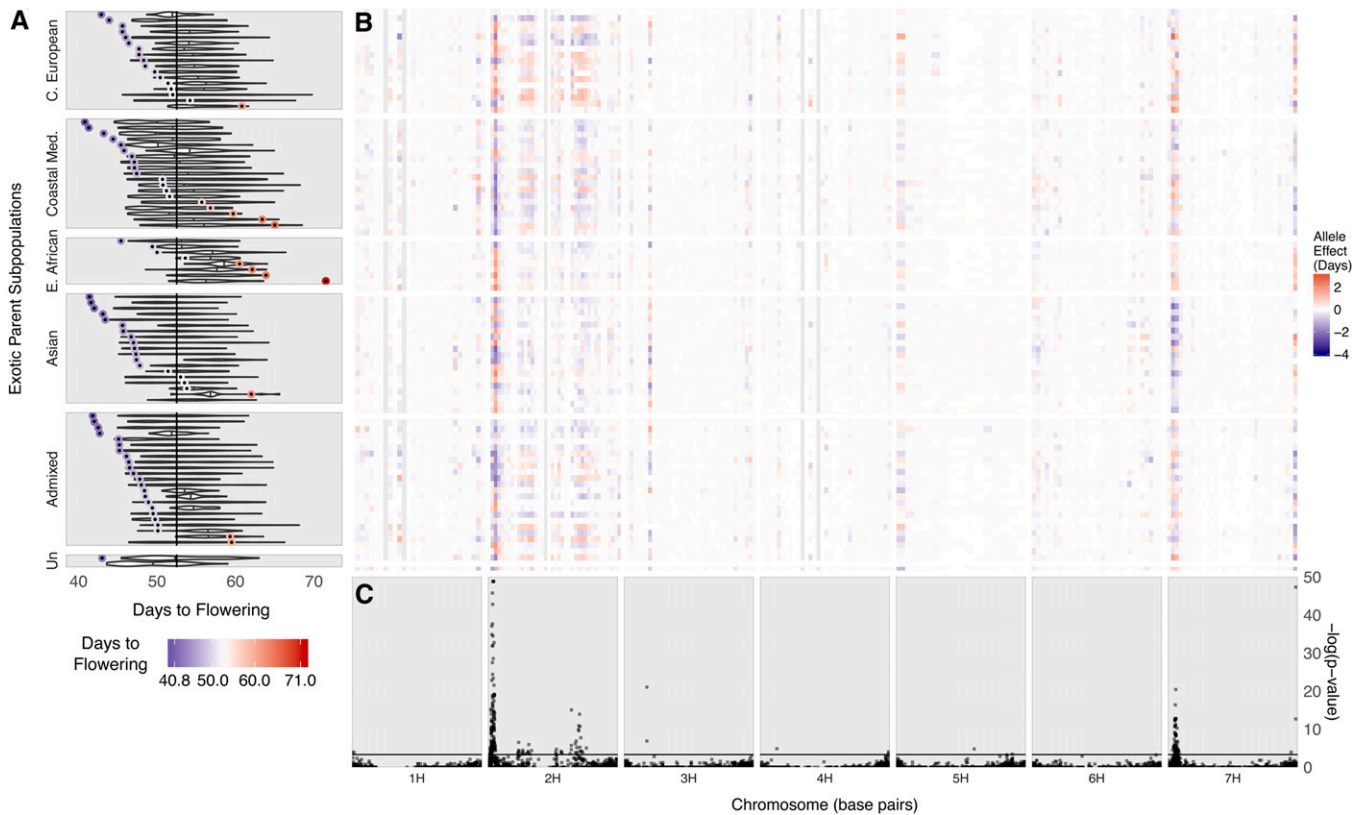 A
B
Exotic Parent Subpopulations
C. European
Coastal Med.
E. African
Asian
Admixed
Un
40 50 60 70
Days to Flowering
Days to
Flowering
40.8 50.0 60.0 71.0
Allele
Effect
(Days)
2
0
−2
−4
C
50
40
30
20
10
0
−log(p−value)
1H 2H 3H 4H 5H 6H 7H
Chromosome (base pairs)